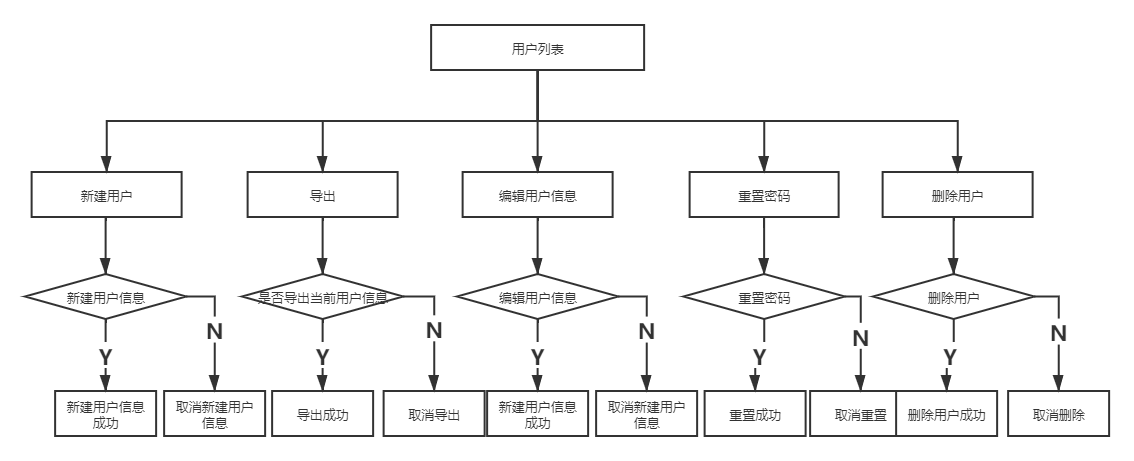 用户列表
新建用户
导出
编辑用户信息
重置密码
删除用户
新建用户信息
是否导出当前用户信息
编辑用户信息
重置密码
删除用户
N
N
N
N
N
Y
Y
Y
Y
Y
新建用户信息
成功
取消新建用户
信息
导出成功
取消导出
新建用户信息
成功
取消新建用户
信息
重置成功
取消重置
删除用户成功
取消删除